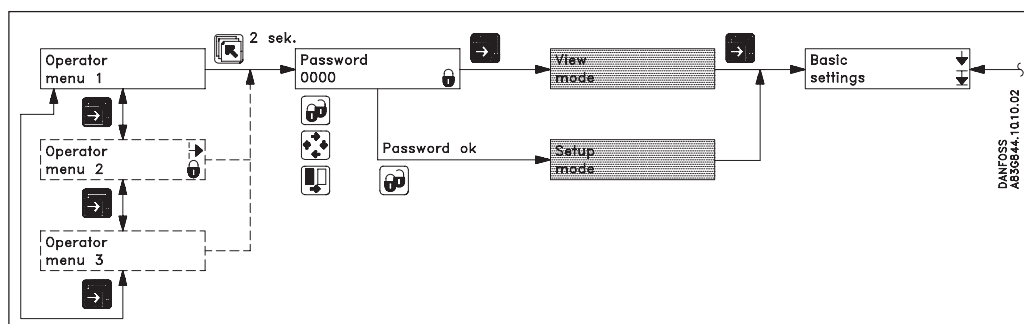 2 sek.
Operator
menu 1
Password
0000
View
mode
Basic
settings
Operator
menu 2
Password ok
Setup
mode
Operator
menu 3
DANFOSS
A83G844.10.10.02